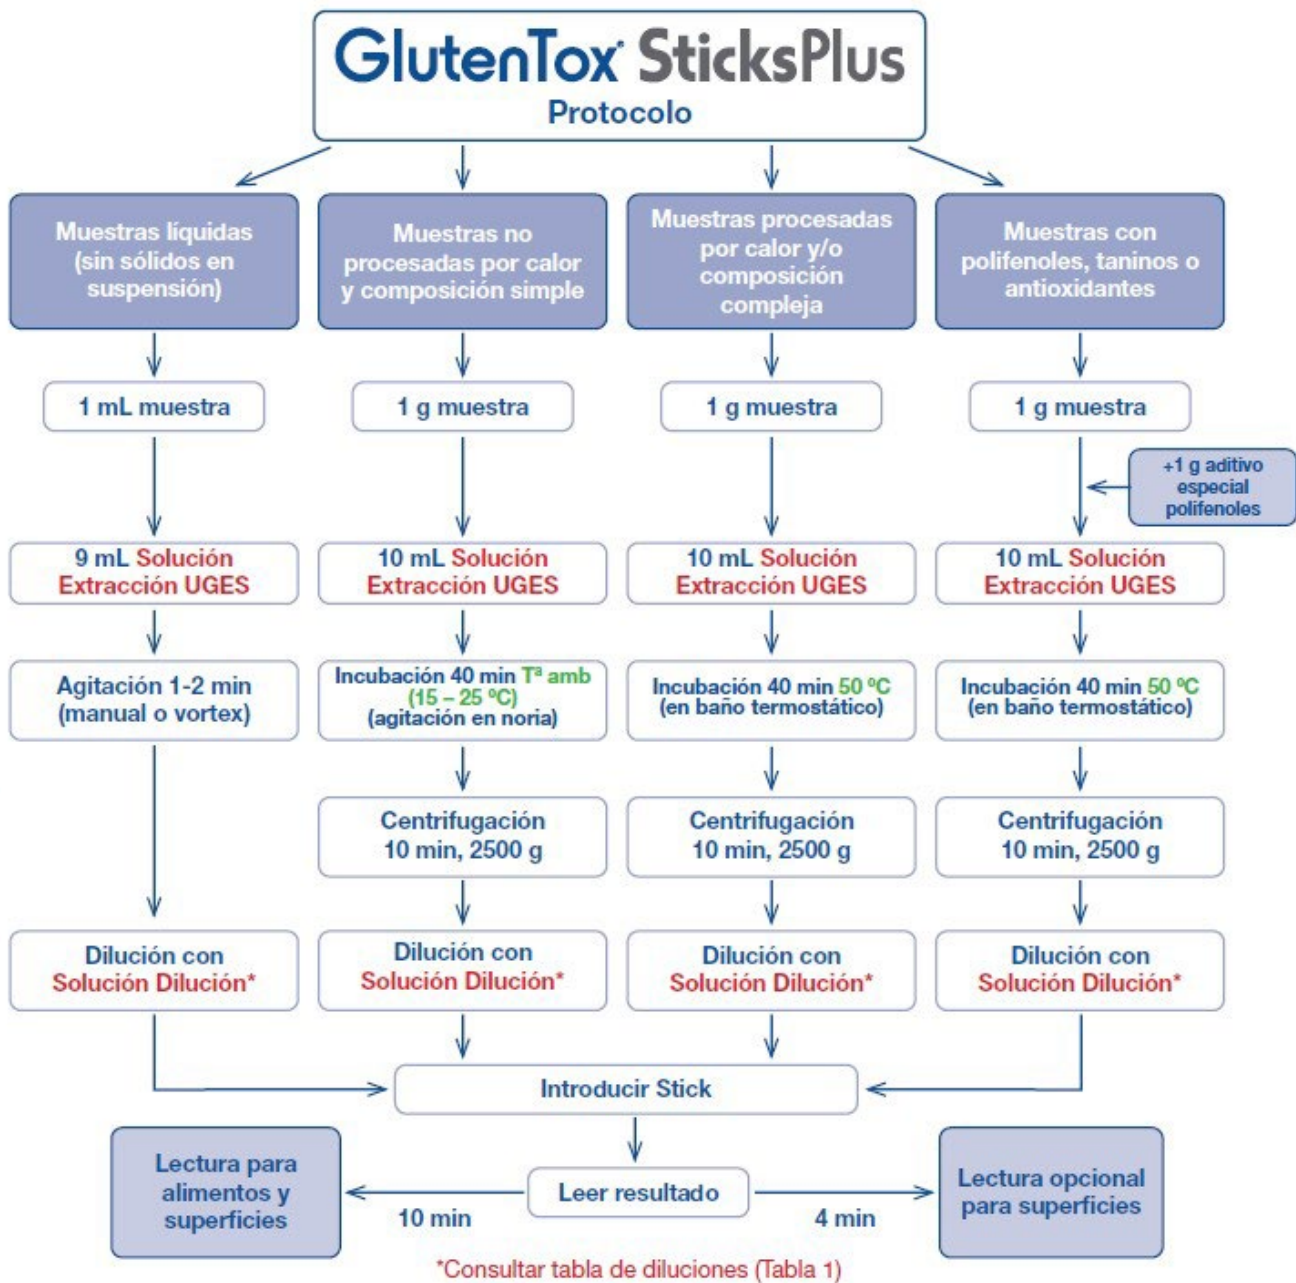 GlutenTox® SticksPlus
Protocolo
Muestras líquidas
(sin sólidos en
suspensión)
Muestras no
procesadas por calor
y composición simple
Muestras procesadas
por calor y/o
composición
compleja
Muestras con
polifenoles, taninos o
antioxidantes
1 mL muestra
1 g muestra
1 g muestra
1 g muestra
+1 g aditivo
especial
polifenoles
9 mL Solución
Extracción UGES
10 mL Solución
Extracción UGES
10 mL Solución
Extracción UGES
10 mL Solución
Extracción UGES
Agitación 1-2 min
(manual o vortex)
Incubación 40 min Tª amb
(15 – 25 ºC)
(agitación en noria)
Incubación 40 min 50 ºC
(en baño termostático)
Incubación 40 min 50 ºC
(en baño termostático)
Centrifugación
10 min, 2500 g
Centrifugación
10 min, 2500 g
Centrifugación
10 min, 2500 g
Dilución con
Solución Dilución*
Dilución con
Solución Dilución*
Dilución con
Solución Dilución*
Dilución con
Solución Dilución*
Introducir Stick
Lectura para
alimentos y
superficies
10 min
Leer resultado
4 min
Lectura opcional
para superficies
*Consultar tabla de diluciones (Tabla 1)